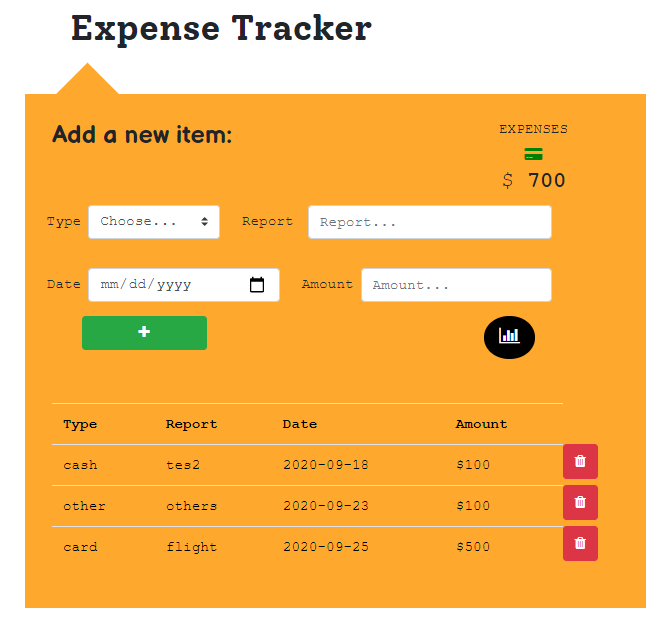 Expense Tracker
Add a new item:
EXPENSES
$ 700
Type Choose... Report Report...
Date mm/dd/yyyy Amount Amount...
+
Type Report Date Amount
cash tes2 2020-09-18 $100
other others 2020-09-23 $100
card flight 2020-09-25 $500